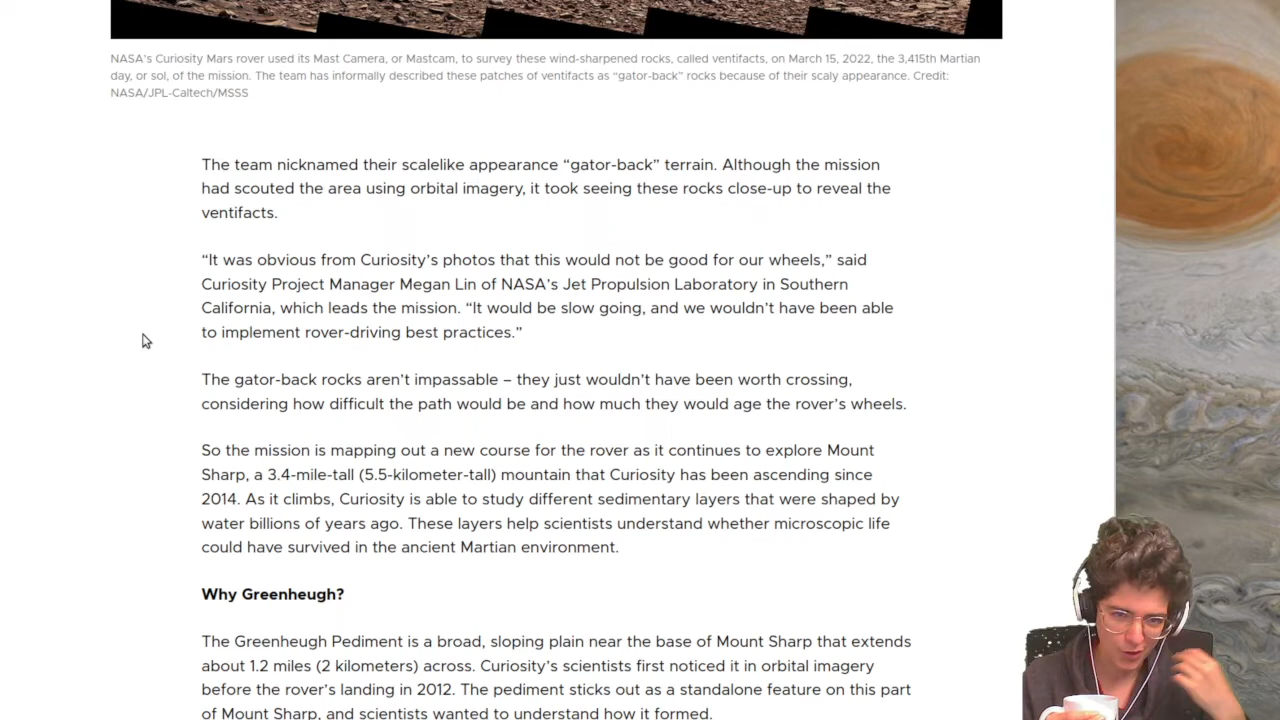 NASA's Curiosity Mars rover used its Mast Camera, or Mastcam, to survey these wind-sharpened rocks, called ventifacts, on March 15, 2022, the 3,415th Martian
day, or sol, of the mission. The team has informally described these patches of ventifacts as “gator-back” rocks because of their scaly appearance. Credit:
NASA/JPL-Caltech/MSSS
The team nicknamed their scalelike appearance “gator-back” terrain. Although the mission
had scouted the area using orbital imagery, it took seeing these rocks close-up to reveal the
ventifacts.
“It was obvious from Curiosity’s photos that this would not be good for our wheels,” said
Curiosity Project Manager Megan Lin of NASA’s Jet Propulsion Laboratory in Southern
California, which leads the mission. “It would be slow going, and we wouldn’t have been able
to implement rover-driving best practices.”
The gator-back rocks aren’t impassable – they just wouldn’t have been worth crossing,
considering how difficult the path would be and how much they would age the rover’s wheels.
So the mission is mapping out a new course for the rover as it continues to explore Mount
Sharp, a 3.4-mile-tall (5.5-kilometer-tall) mountain that Curiosity has been ascending since
2014. As it climbs, Curiosity is able to study different sedimentary layers that were shaped by
water billions of years ago. These layers help scientists understand whether microscopic life
could have survived in the ancient Martian environment.
Why Greenheugh?
The Greenheugh Pediment is a broad, sloping plain near the base of Mount Sharp that extends
about 1.2 miles (2 kilometers) across. Curiosity’s scientists first noticed it in orbital imagery
before the rover’s landing in 2012. The pediment sticks out as a standalone feature on this part
of Mount Sharp, and scientists wanted to understand how it formed.